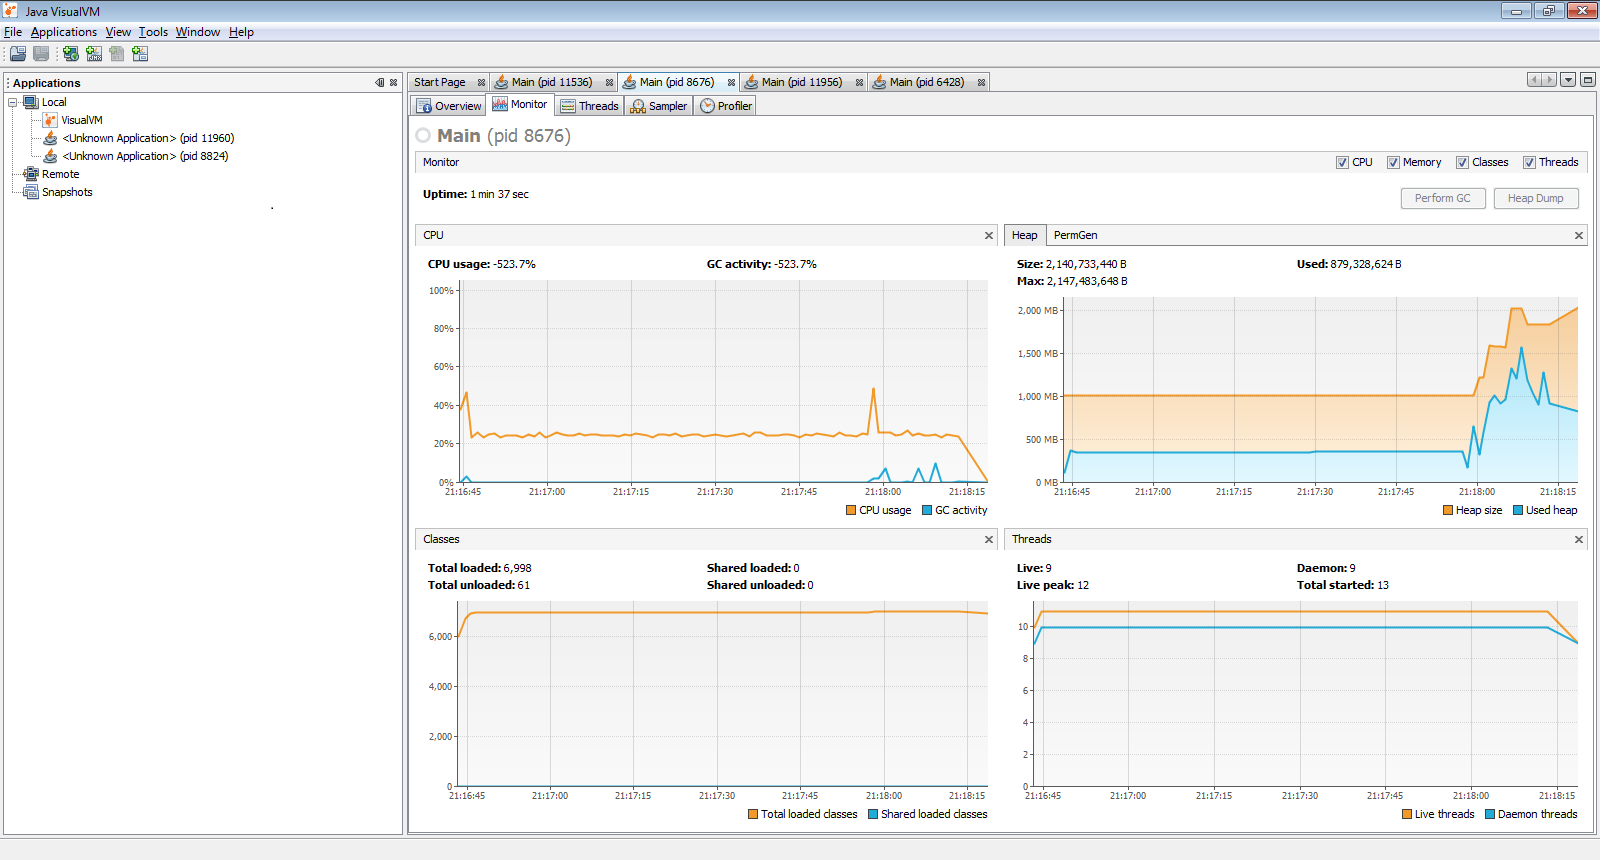 Java VisualVM
File Applications View Tools Window Help
Applications
Local
VisualVM
<Unknown Application> (pid 11960)
<Unknown Application> (pid 8824)
Remote
Snapshots
Start Page Main (pid 11536) Main (pid 8676) Main (pid 11956) Main (pid 6428)
Overview Monitor Threads Sampler Profiler
Main (pid 8676)
Monitor CPU Memory Classes Threads
Uptime: 1 min 37 sec
Perform GC Heap Dump
CPU
CPU usage: -523.7% GC activity: -523.7%
100%
80%
60%
40%
20%
0%
21:16:45 21:17:00 21:17:15 21:17:30 21:17:45 21:18:00 21:18:15
CPU usage GC activity
Heap PermGen
Size: 2,140,733,440 B Used: 879,328,624 B
Max: 2,147,483,648 B
2,000 MB
1,500 MB
1,000 MB
500 MB
0 MB
21:16:45 21:17:00 21:17:15 21:17:30 21:17:45 21:18:00 21:18:15
Heap size Used heap
Classes
Total loaded: 6,998 Shared loaded: 0
Total unloaded: 61 Shared unloaded: 0
6,000
4,000
2,000
0
21:16:45 21:17:00 21:17:15 21:17:30 21:17:45 21:18:00 21:18:15
Total loaded classes Shared loaded classes
Threads
Live: 9 Daemon: 9
Live peak: 12 Total started: 13
10
8
6
4
2
0
21:16:45 21:17:00 21:17:15 21:17:30 21:17:45 21:18:00 21:18:15
Live threads Daemon threads